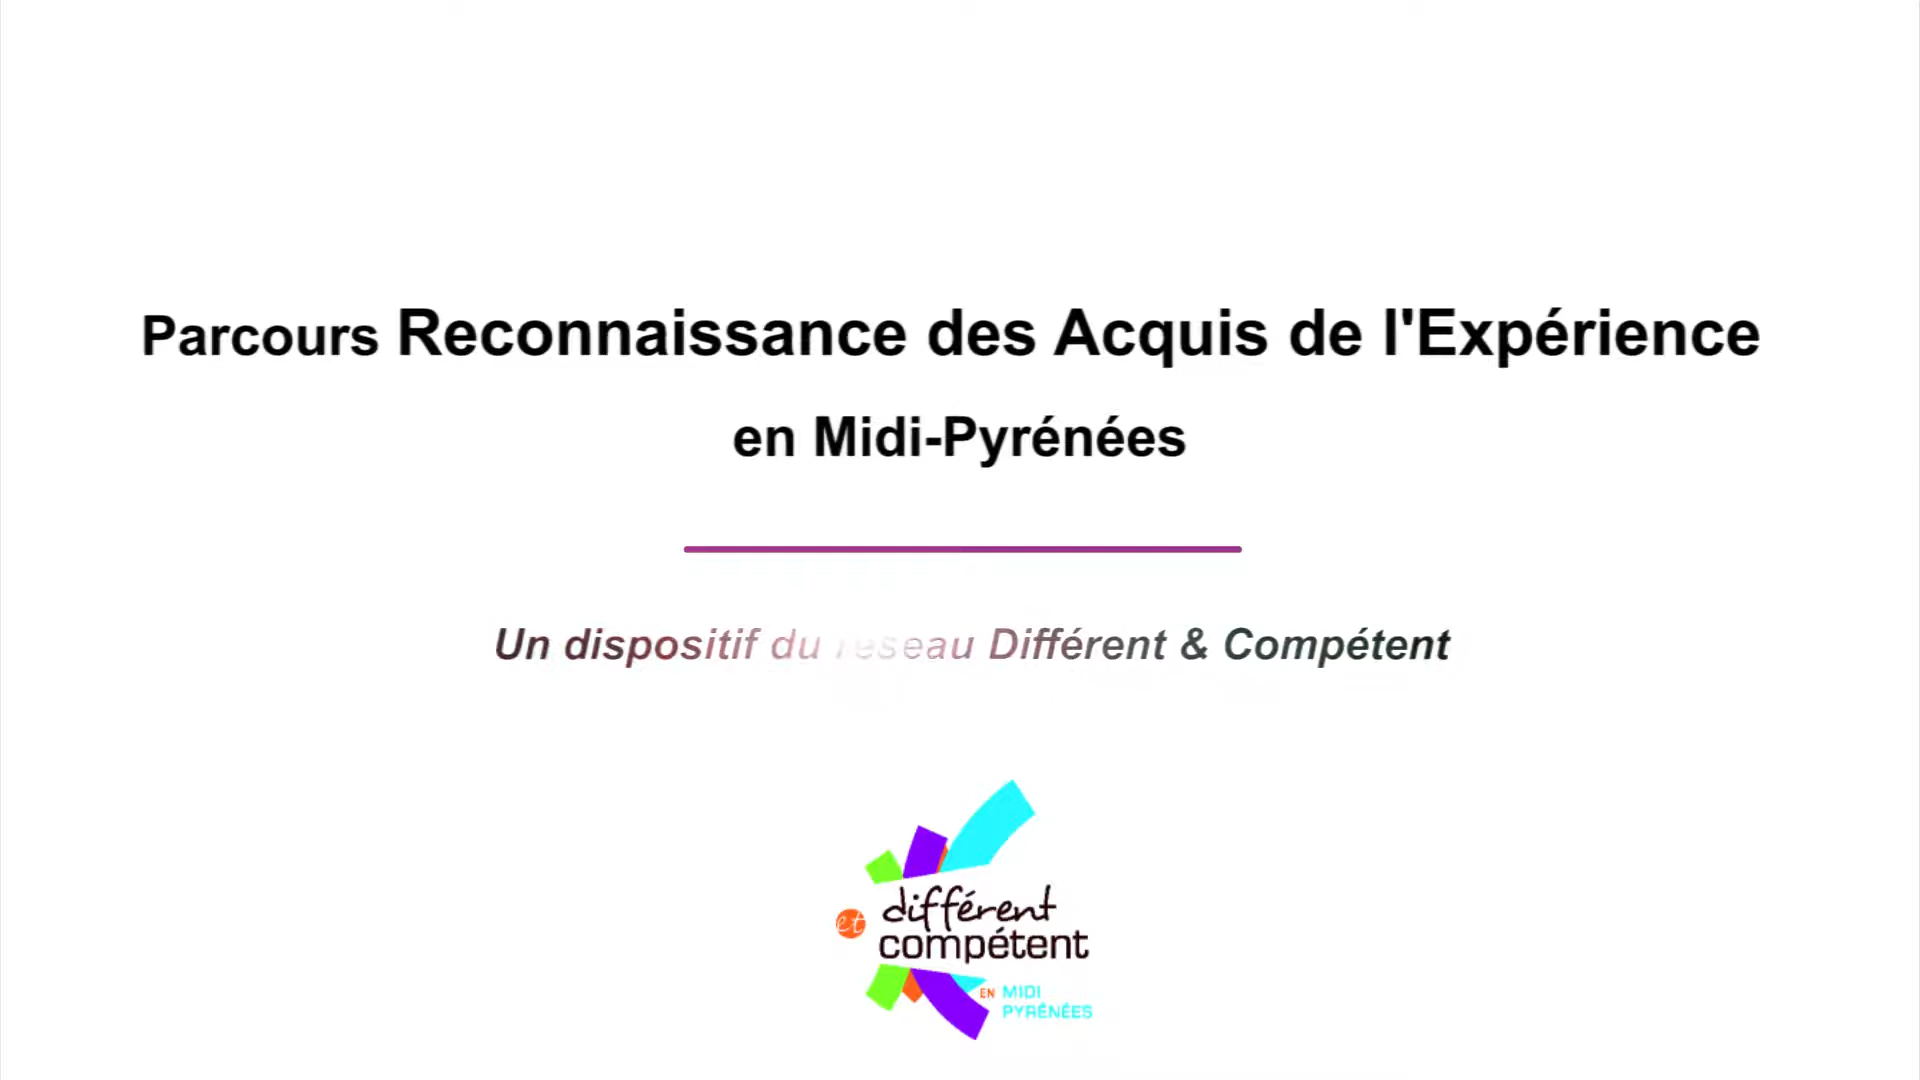 Parcours Reconnaissance des Acquis de l'Expérience
en Midi-Pyrénées
Un dispositif du réseau Différent & Compétent
et différent
compétent
EN MIDI
PYRÉNÉES